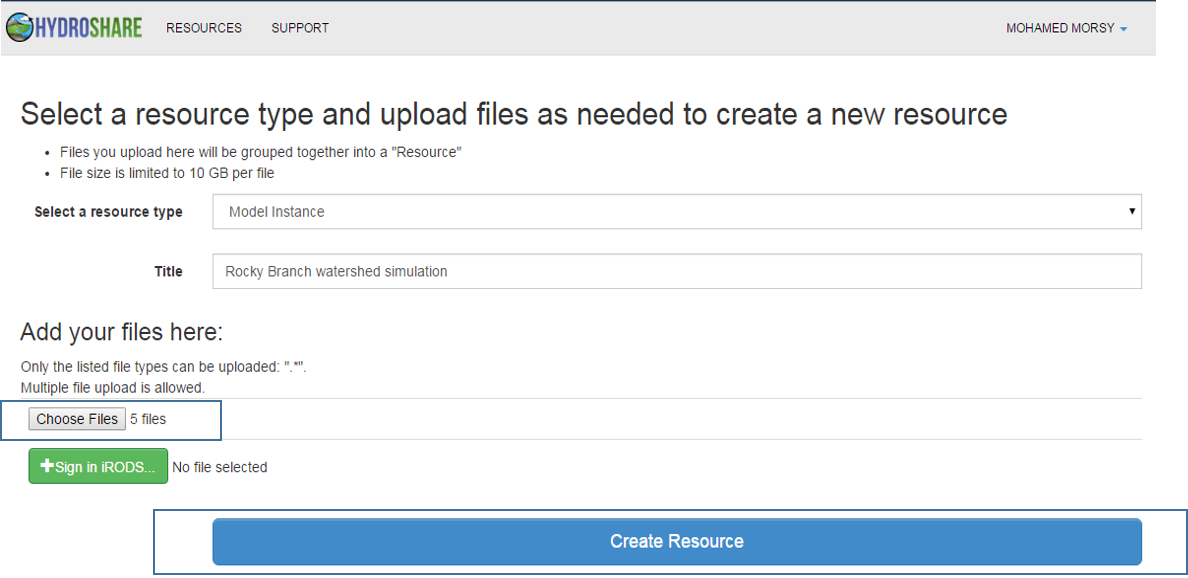 HYDROSHARE RESOURCES SUPPORT MOHAMED MORSY
Select a resource type and upload files as needed to create a new resource
• Files you upload here will be grouped together into a "Resource"
• File size is limited to 10 GB per file
Select a resource type Model Instance
Title Rocky Branch watershed simulation
Add your files here:
Only the listed file types can be uploaded: ".*".
Multiple file upload is allowed.
Choose Files 5 files
+Sign in iRODS... No file selected
Create Resource